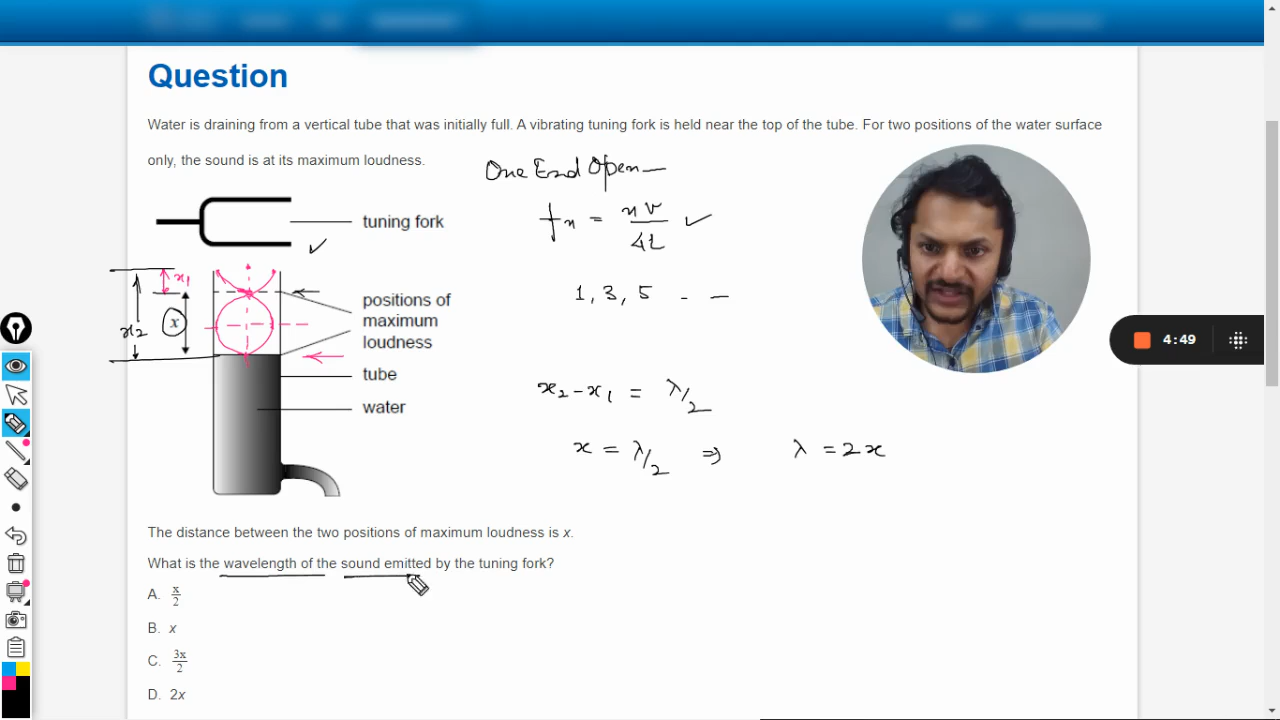 Question
Water is draining from a vertical tube that was initially full. A vibrating tuning fork is held near the top of the tube. For two positions of the water surface
only, the sound is at its maximum loudness.
One End Open
fn = nv/4L
tuning fork
x1
1, 3, 5 - -
positions of
maximum
loudness
x
x2
4:49
tube
x2 - x1 = λ/2
water
x = λ/2 ⇒ λ = 2x
The distance between the two positions of maximum loudness is x.
What is the wavelength of the sound emitted by the tuning fork?
A. x/2
B. x
C. 3x/2
D. 2x